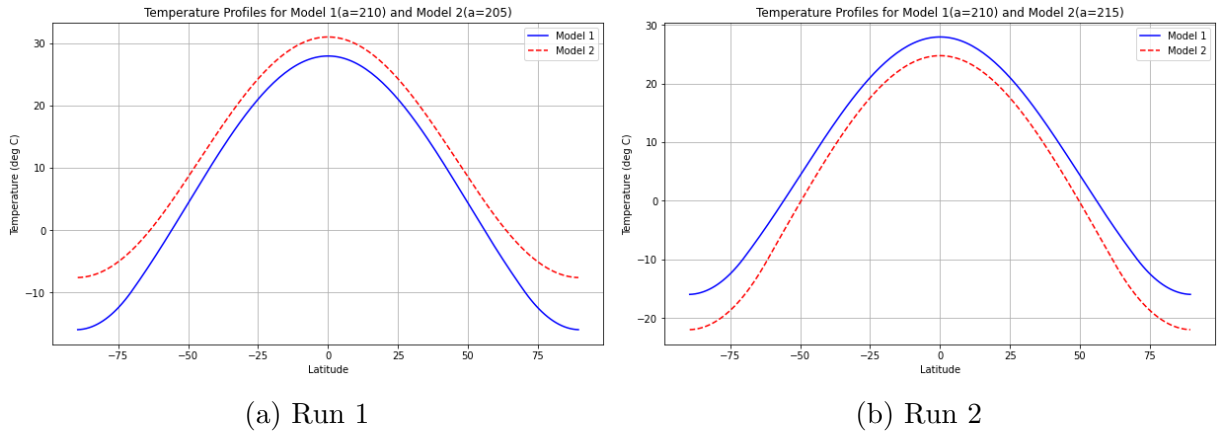 Temperature Profiles for Model 1(a=210) and Model 2(a=205)
Model 1
Model 2
Temperature (deg C)
30
20
10
0
−10
−75
−50
−25
0
25
50
75
Latitude
(a) Run 1
Temperature Profiles for Model 1(a=210) and Model 2(a=215)
Model 1
Model 2
Temperature (deg C)
30
20
10
0
−10
−20
−75
−50
−25
0
25
50
75
Latitude
(b) Run 2